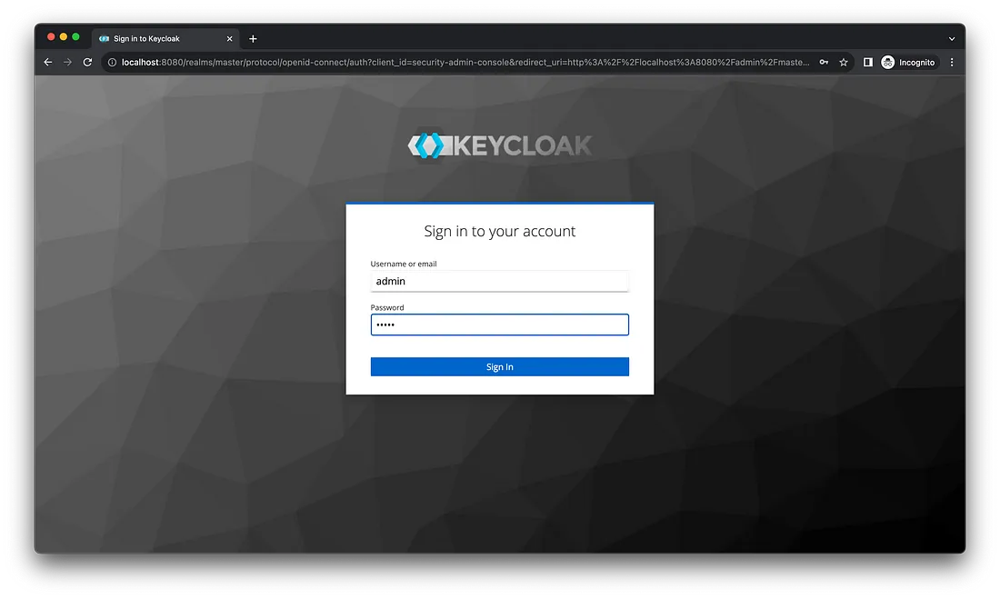 Sign in to Keycloak
localhost:8080/realms/master/protocol/openid-connect/auth?client_id=security-admin-console&redirect_uri=http%3A%2F%2Flocalhost%3A8080%2Fadmin%2Fmaste...
Incognito
KEYCLOAK
Sign in to your account
Username or email
admin
Password
•••••
Sign In